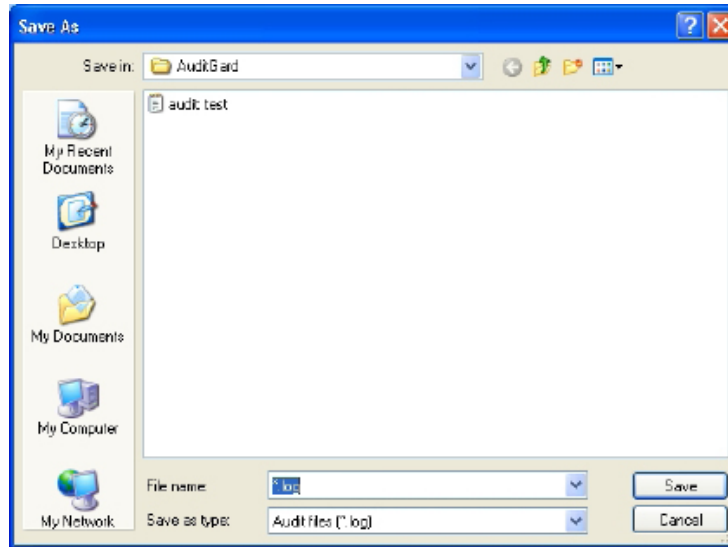 Save As
Save in:
AuditGard
audit test
My Recent
Documents
Desktop
My Documents
My Computer
My Network
File name:
*.log
Save
Save as type:
Audit files (*.log)
Cancel